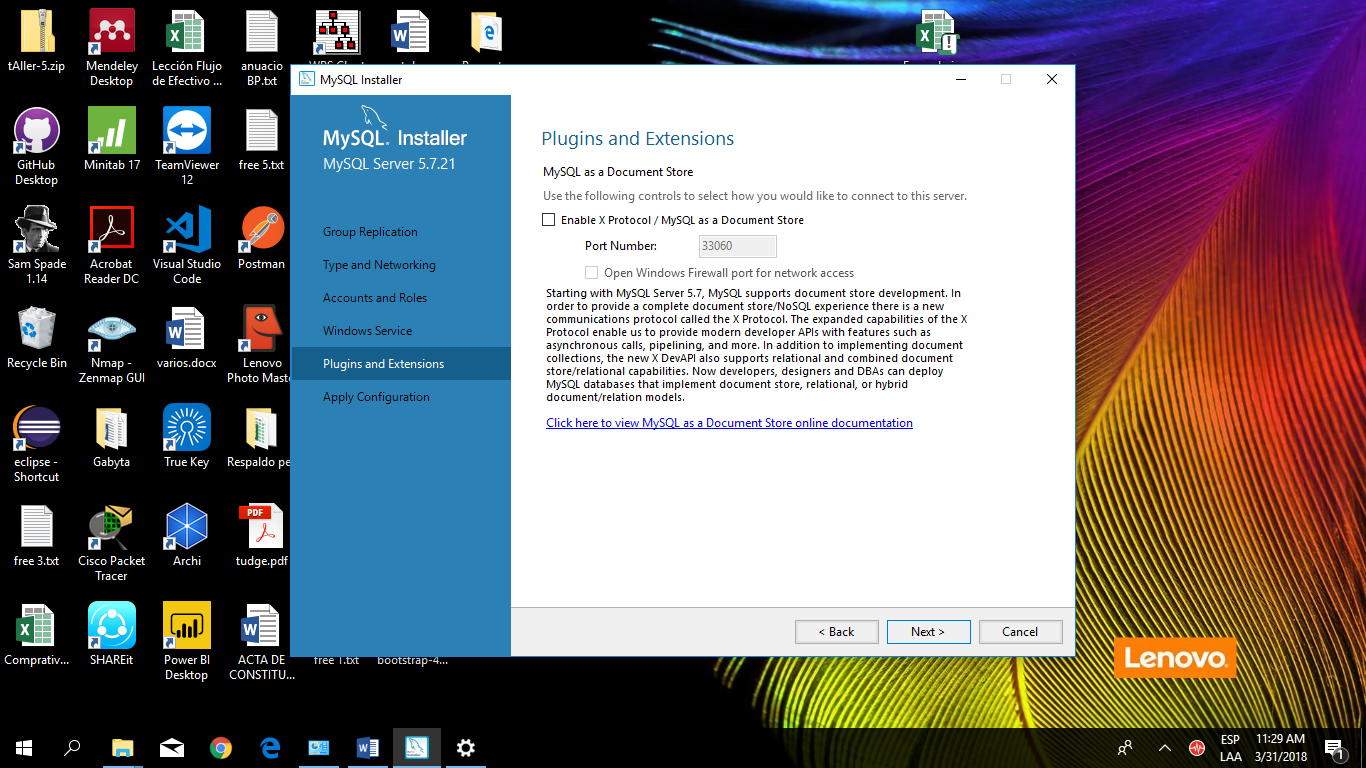 tAller-5.zip
Mendeley
Desktop
Lección Flujo
de Efectivo ...
anuacio
BP.txt
MySQL Installer
MySQL. Installer
MySQL Server 5.7.21
Group Replication
Type and Networking
Accounts and Roles
Windows Service
Plugins and Extensions
Apply Configuration
Plugins and Extensions
MySQL as a Document Store
Use the following controls to select how you would like to connect to this server.
Enable X Protocol / MySQL as a Document Store
Port Number:
33060
Open Windows Firewall port for network access
Starting with MySQL Server 5.7, MySQL supports document store development. In
order to provide a complete document store/NoSQL experience there is a new
communications protocol called the X Protocol. The expanded capabilities of the X
Protocol enable us to provide modern developer APIs with features such as
asynchronous calls, pipelining, and more. In addition to implementing document
collections, the new X DevAPI also supports relational and combined document
store/relational capabilities. Now developers, designers and DBAs can deploy
MySQL databases that implement document store, relational, or hybrid
document/relation models.
Click here to view MySQL as a Document Store online documentation
< Back
Next >
Cancel
GitHub
Desktop
Minitab 17
TeamViewer
12
free 5.txt
Sam Spade
1.14
Acrobat
Reader DC
Visual Studio
Code
Postman
Recycle Bin
Nmap -
Zenmap GUI
varios.docx
Lenovo
Photo Maste
eclipse -
Shortcut
Gabyta
True Key
Respaldo pe
free 3.txt
Cisco Packet
Tracer
Archi
PDF
tudge.pdf
Comprativ...
SHAREit
Power BI
Desktop
ACTA DE
CONSTITU...
free 1.txt
bootstrap-4...
Lenovo
ESP
LAA
11:29 AM
3/31/2018
1